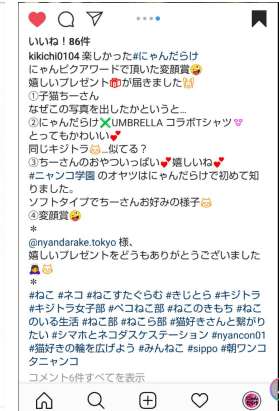 いいね！86件
kikichi0104 楽しかった#にゃんだらけ
にゃんピクアワードで頂いた変顔賞🤪
嬉しいプレゼント🎁が届きました🙌
①子猫ちーさん
なぜこの写真を出したかというと…
②にゃんだらけ❎UMBRELLA コラボTシャツ👕
とってもかわいい💕
同じキジトラ🐱…似てる？
③ちーさんのおやついっぱい💕嬉しいね💕
#ニャンコ学園 のオヤツはにゃんだらけで初めて知
りました。
ソフトタイプでちーさんお好みの様子🐱
④変顔賞🤪
＊
@nyandarake.tokyo 様、
嬉しいプレゼントをどうもありがとうございました
🙇‍♀️🐱
＊
#ねこ #ネコ #ねこすたぐらむ #きじとら #キジトラ
#キジトラ女子部 #ペコねこ部 #ねこのきもち #ねこ
のいる生活 #ねこ部 #ねこら部 #猫好きさんと繋がり
たい #シマホとネコダスケステーション #nyancon01
#猫好きの輪を広げよう #みんねこ #sippo #朝ワンコ
タニャンコ
コメント6件すべてを表示